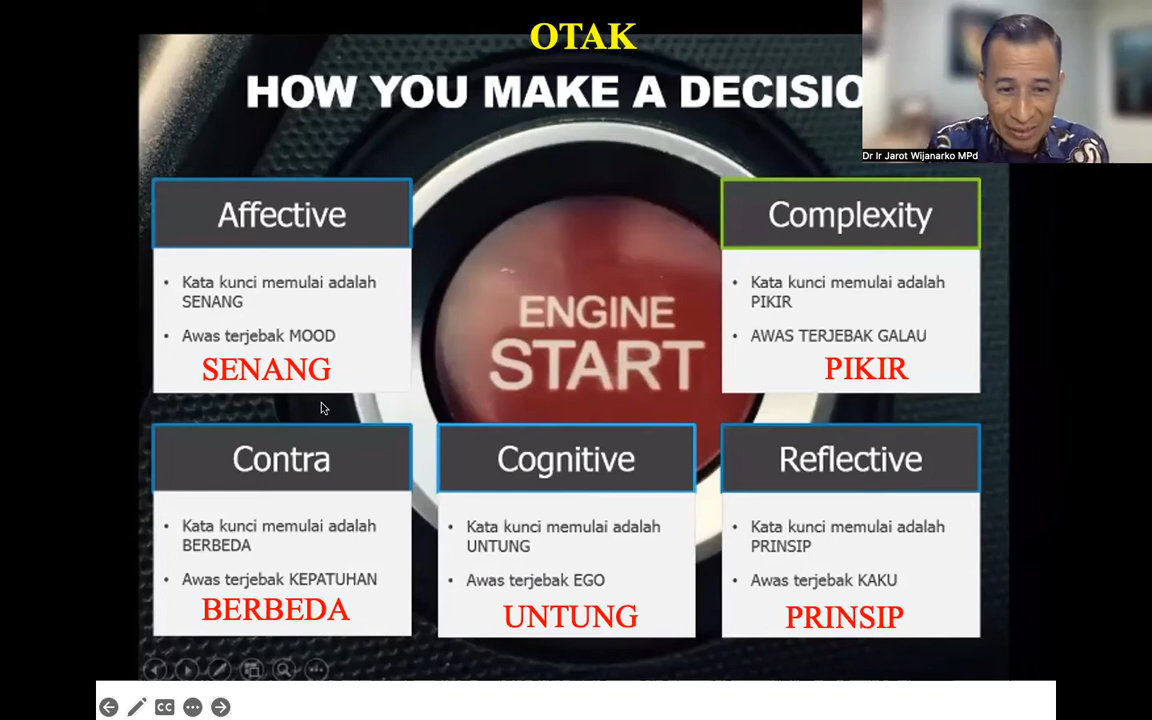 OTAK
HOW YOU MAKE A DECISIO
Dr Ir Jarot Wijanarko MPd
Affective
• Kata kunci memulai adalah
SENANG
• Awas terjebak MOOD
SENANG
Complexity
• Kata kunci memulai adalah
PIKIR
• AWAS TERJEBAK GALAU
PIKIR
ENGINE
START
Contra
• Kata kunci memulai adalah
BERBEDA
• Awas terjebak KEPATUHAN
BERBEDA
Cognitive
• Kata kunci memulai adalah
UNTUNG
• Awas terjebak EGO
UNTUNG
Reflective
• Kata kunci memulai adalah
PRINSIP
• Awas terjebak KAKU
PRINSIP
CC